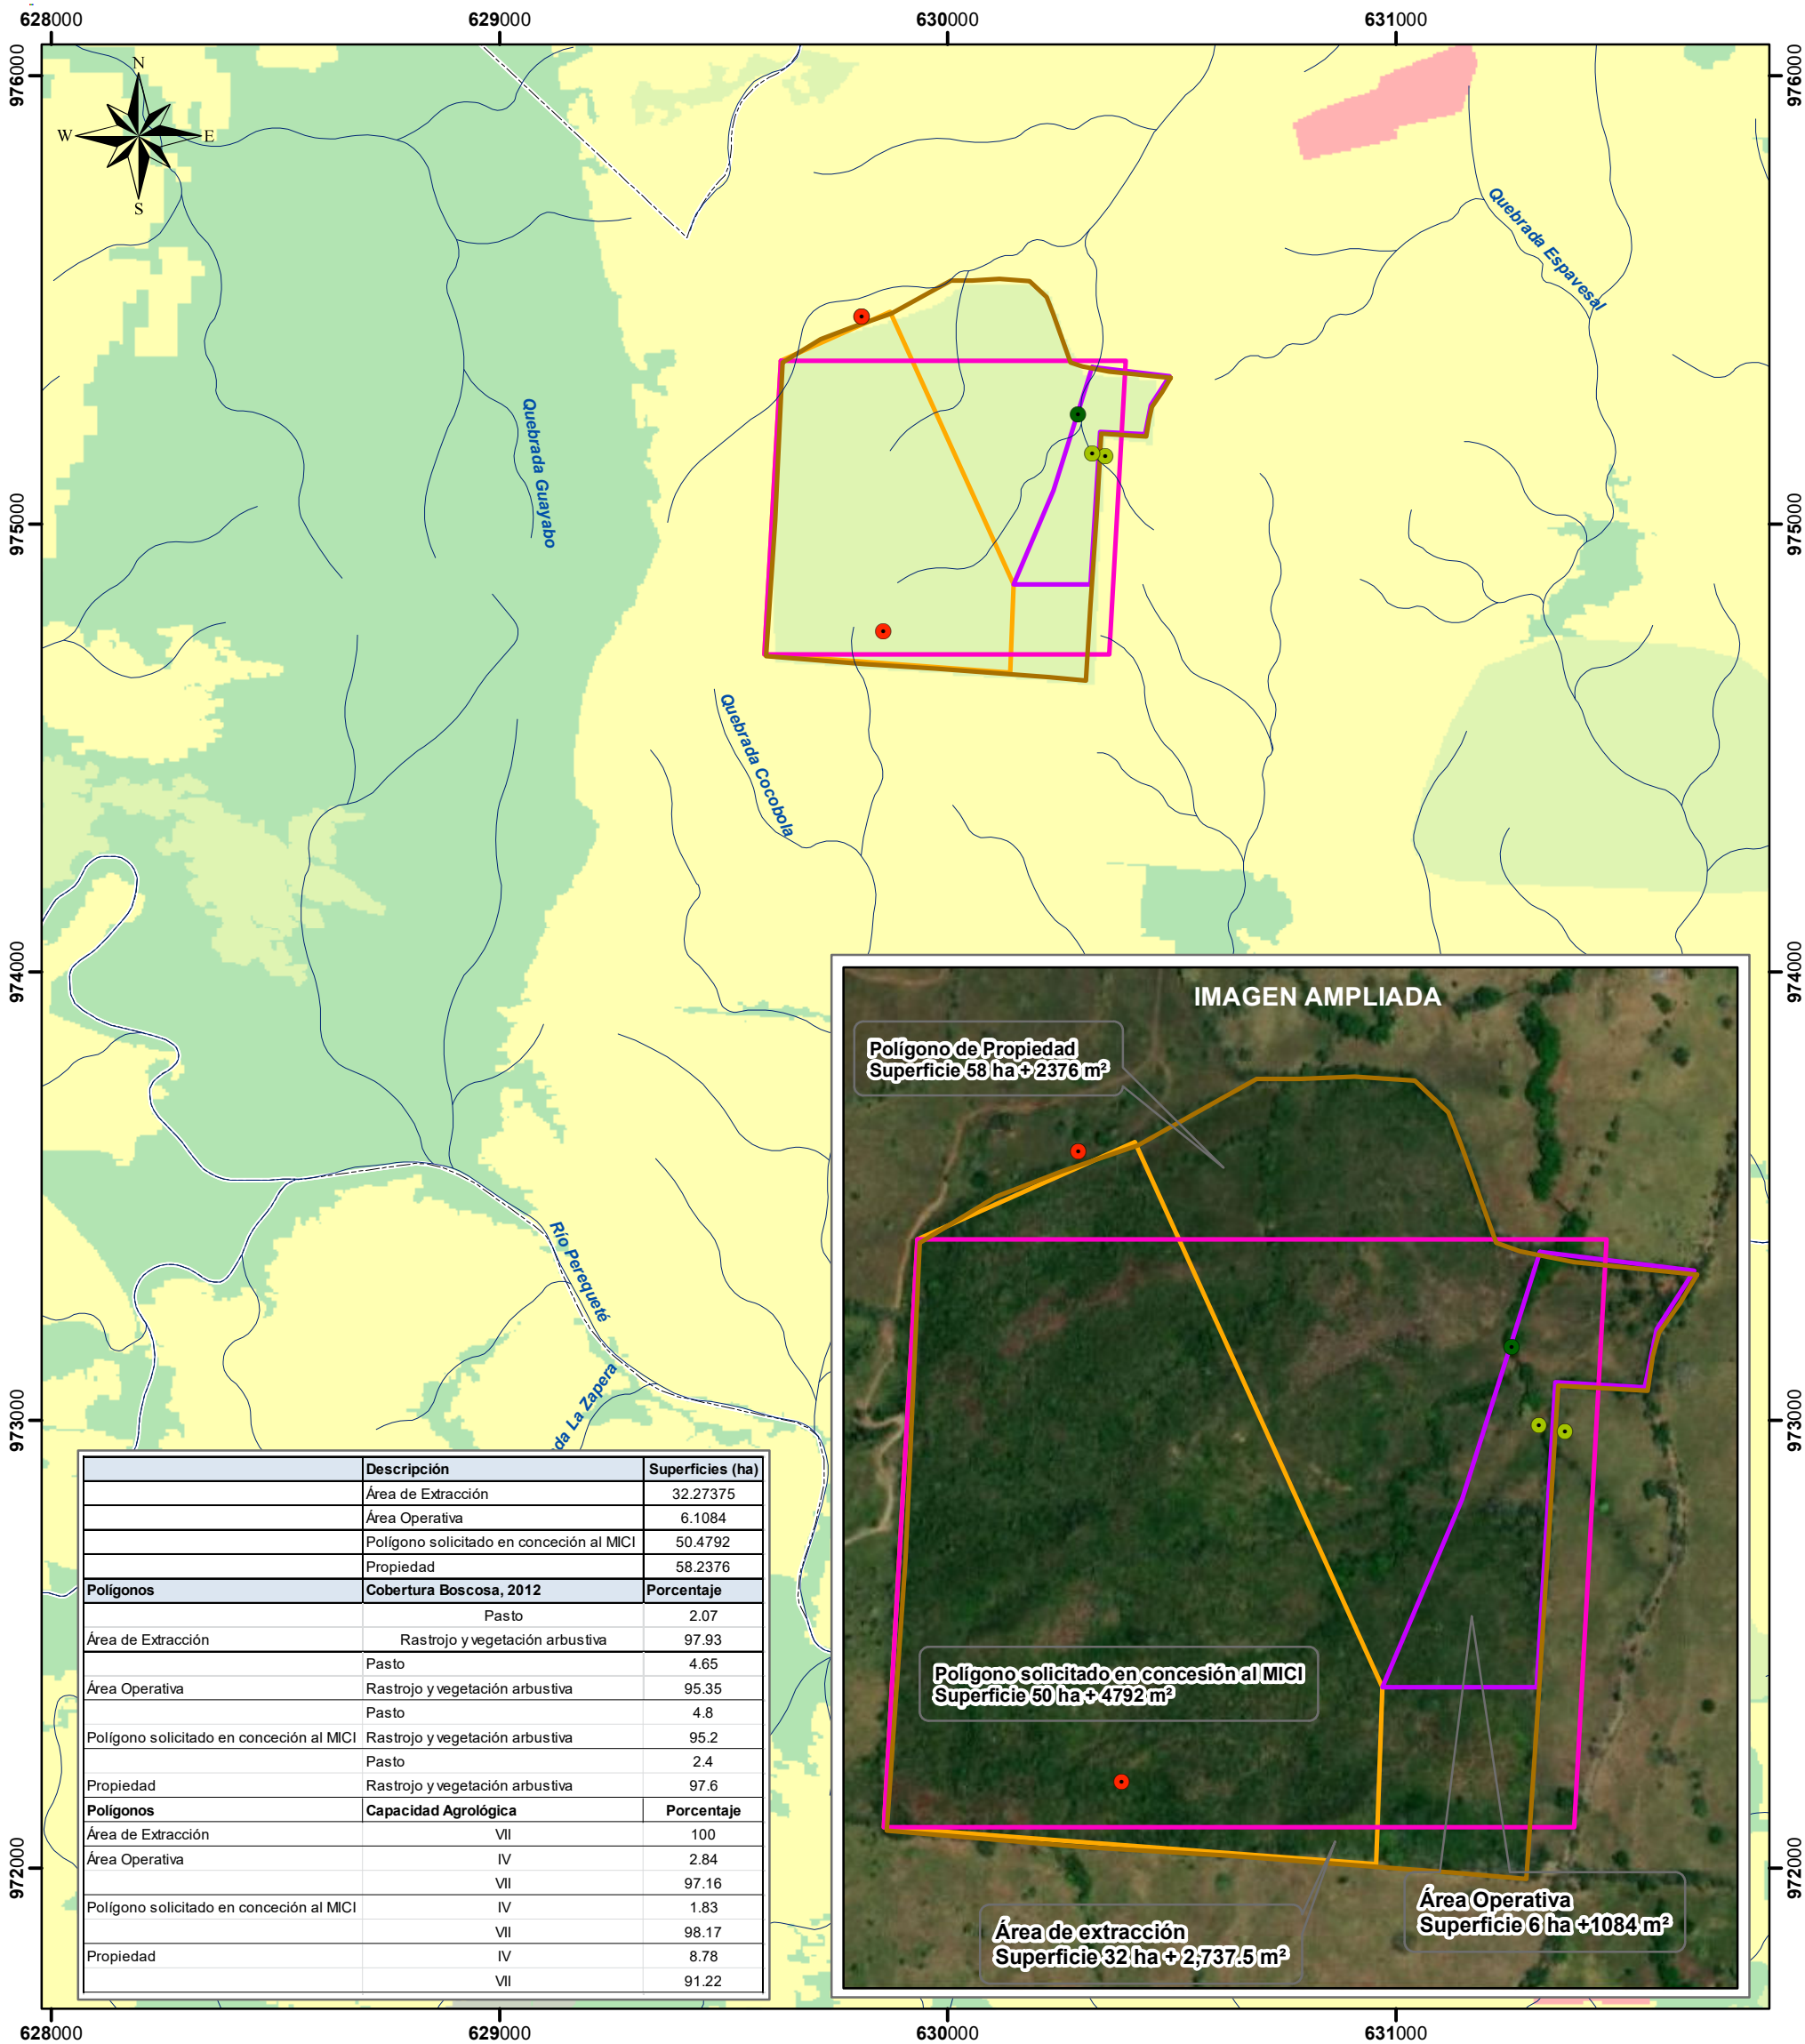 628000 629000 630000 631000
976000 976000
N
W E
S
Quebrada Espavesal
975000 975000
Quebrada Guayabo
Quebrada Cocobola
974000 974000
IMAGEN AMPLIADA
Polígono de Propiedad
Superficie 58 ha + 2376 m²
Río Perequeté
da La Zapera
973000 973000
Polígono solicitado en concesión al MICI
Superficie 50 ha + 4792 m²
Área Operativa
Superficie 6 ha +1084 m²
Área de extracción
Superficie 32 ha + 2,737.5 m²
Descripción Superficies (ha)
Área de Extracción 32.27375
Área Operativa 6.1084
Polígono solicitado en conceción al MICI 50.4792
Propiedad 58.2376
Polígonos Cobertura Boscosa, 2012 Porcentaje
Pasto 2.07
Área de Extracción Rastrojo y vegetación arbustiva 97.93
Pasto 4.65
Área Operativa Rastrojo y vegetación arbustiva 95.35
Pasto 4.8
Polígono solicitado en conceción al MICI Rastrojo y vegetación arbustiva 95.2
Pasto 2.4
Propiedad Rastrojo y vegetación arbustiva 97.6
Polígonos Capacidad Agrológica Porcentaje
Área de Extracción VII 100
Área Operativa IV 2.84
VII 97.16
Polígono solicitado en conceción al MICI IV 1.83
VII 98.17
Propiedad IV 8.78
VII 91.22
972000 972000
628000 629000 630000 631000